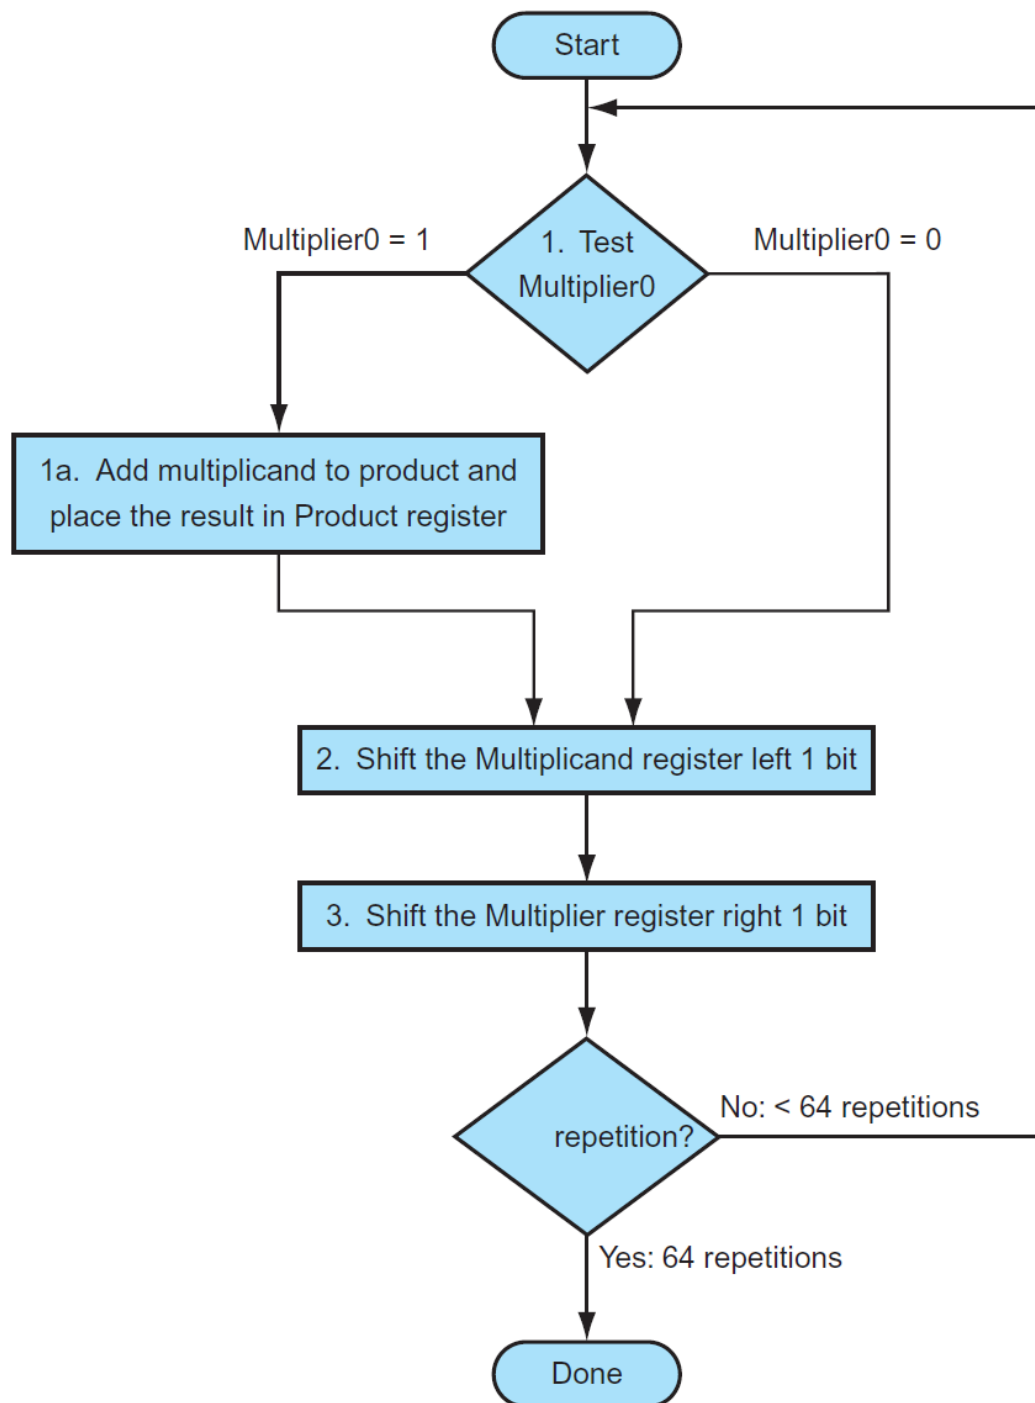 Start
Multiplier0 = 1
1. Test
Multiplier0
Multiplier0 = 0
1a. Add multiplicand to product and
place the result in Product register
2. Shift the Multiplicand register left 1 bit
3. Shift the Multiplier register right 1 bit
repetition?
No: < 64 repetitions
Yes: 64 repetitions
Done